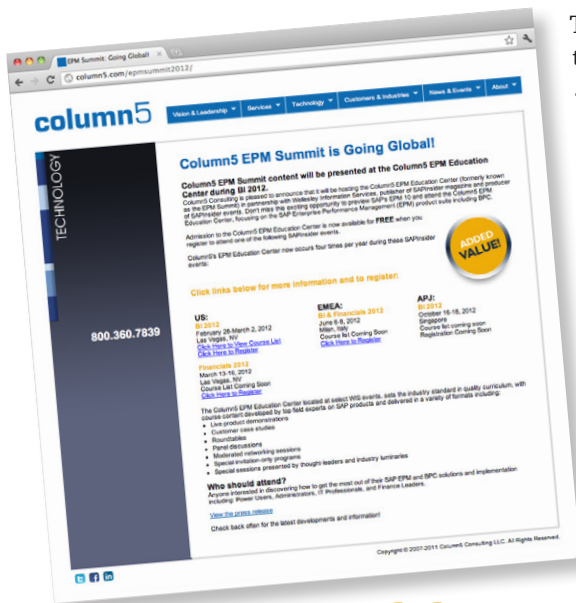 EPM Summit: Going Global!
column5.com/epmsummit2012/
column5
Vision & Leadership
Services
Technology
Customers & Industries
News & Events
About
TECHNOLOGY
800.360.7839
Column5 EPM Summit is Going Global!
Column5 EPM Summit content will be presented at the Column5 EPM Education
Center during BI 2012.
Column5 Consulting is pleased to announce that it will be hosting the Column5 EPM Education Center (formerly known
as the EPM Summit) in partnership with Wellesley Information Services, publisher of SAPinsider magazine and producer
of SAPinsider events. Don't miss this exciting opportunity to preview SAP's EPM 10 and attend the Column5 EPM
Education Center, focusing on the SAP Enterprise Performance Management (EPM) product suite including BPC.
Admission to the Column5 EPM Education Center is now available for FREE when you
register to attend one of the following SAPinsider events.
Column5's EPM Education Center now occurs four times per year during these SAPinsider
events:
ADDED
VALUE!
Click links below for more information and to register:
US:
BI 2012
February 28-March 2, 2012
Las Vegas, NV
Click Here to View Course List
Click Here to Register
Financials 2012
March 13-16, 2012
Las Vegas, NV
Course List Coming Soon
Click Here to Register
EMEA:
BI & Financials 2012
June 6-8, 2012
Milan, Italy
Course list Coming Soon
Click Here to Register
APJ:
BI 2012
October 16-18, 2012
Singapore
Course list coming soon
Registration Coming Soon
The Column5 EPM Education Center located at select WIS events, sets the industry standard in quality curriculum, with
course content developed by top field experts on SAP products and delivered in a variety of formats including:
• Live product demonstrations
• Customer case studies
• Roundtables
• Panel discussions
• Moderated networking sessions
• Special invitation-only programs
• Special sessions presented by thought-leaders and industry luminaries
Who should attend?
Anyone interested in discovering how to get the most out of their SAP EPM and BPC solutions and implementation
including: Power Users, Administrators, IT Professionals, and Finance Leaders.
View the press release
Check back often for the latest developments and information!
Copyright © 2007-2011 Column5 Consulting LLC. All Rights Reserved.